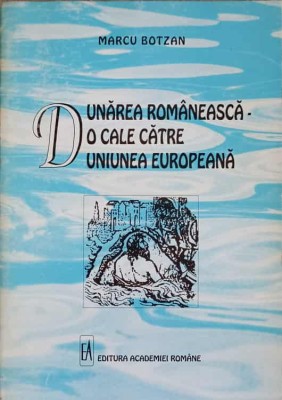 MARCU BOTZAN
DUNĂREA ROMÂNEASCĂ -
O CALE CĂTRE
UNIUNEA EUROPEANĂ
EA EDITURA ACADEMIEI ROMÂNE